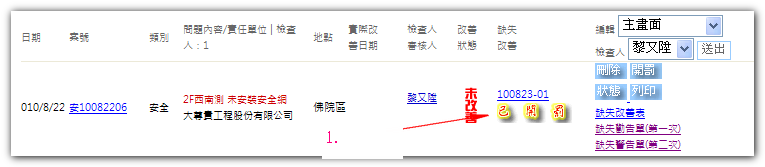 日期 案號 類別 問題內容/責任單位 | 檢查人:1 地點 實際改善日期 檢查人 審核人 改善狀態 缺失改善 編輯 主畫面
檢查人 黎又陞 送出
010/8/22 安10082206 安全 2F西南測 未安裝安全網
大尊貴工程股份有限公司
佛院區
黎又陞
未改善
100823-01
已 開 罰
刪除 開罰
狀態 列印
缺失改善表
缺失勸告單(第一次)
缺失警告單(第二次)
1.